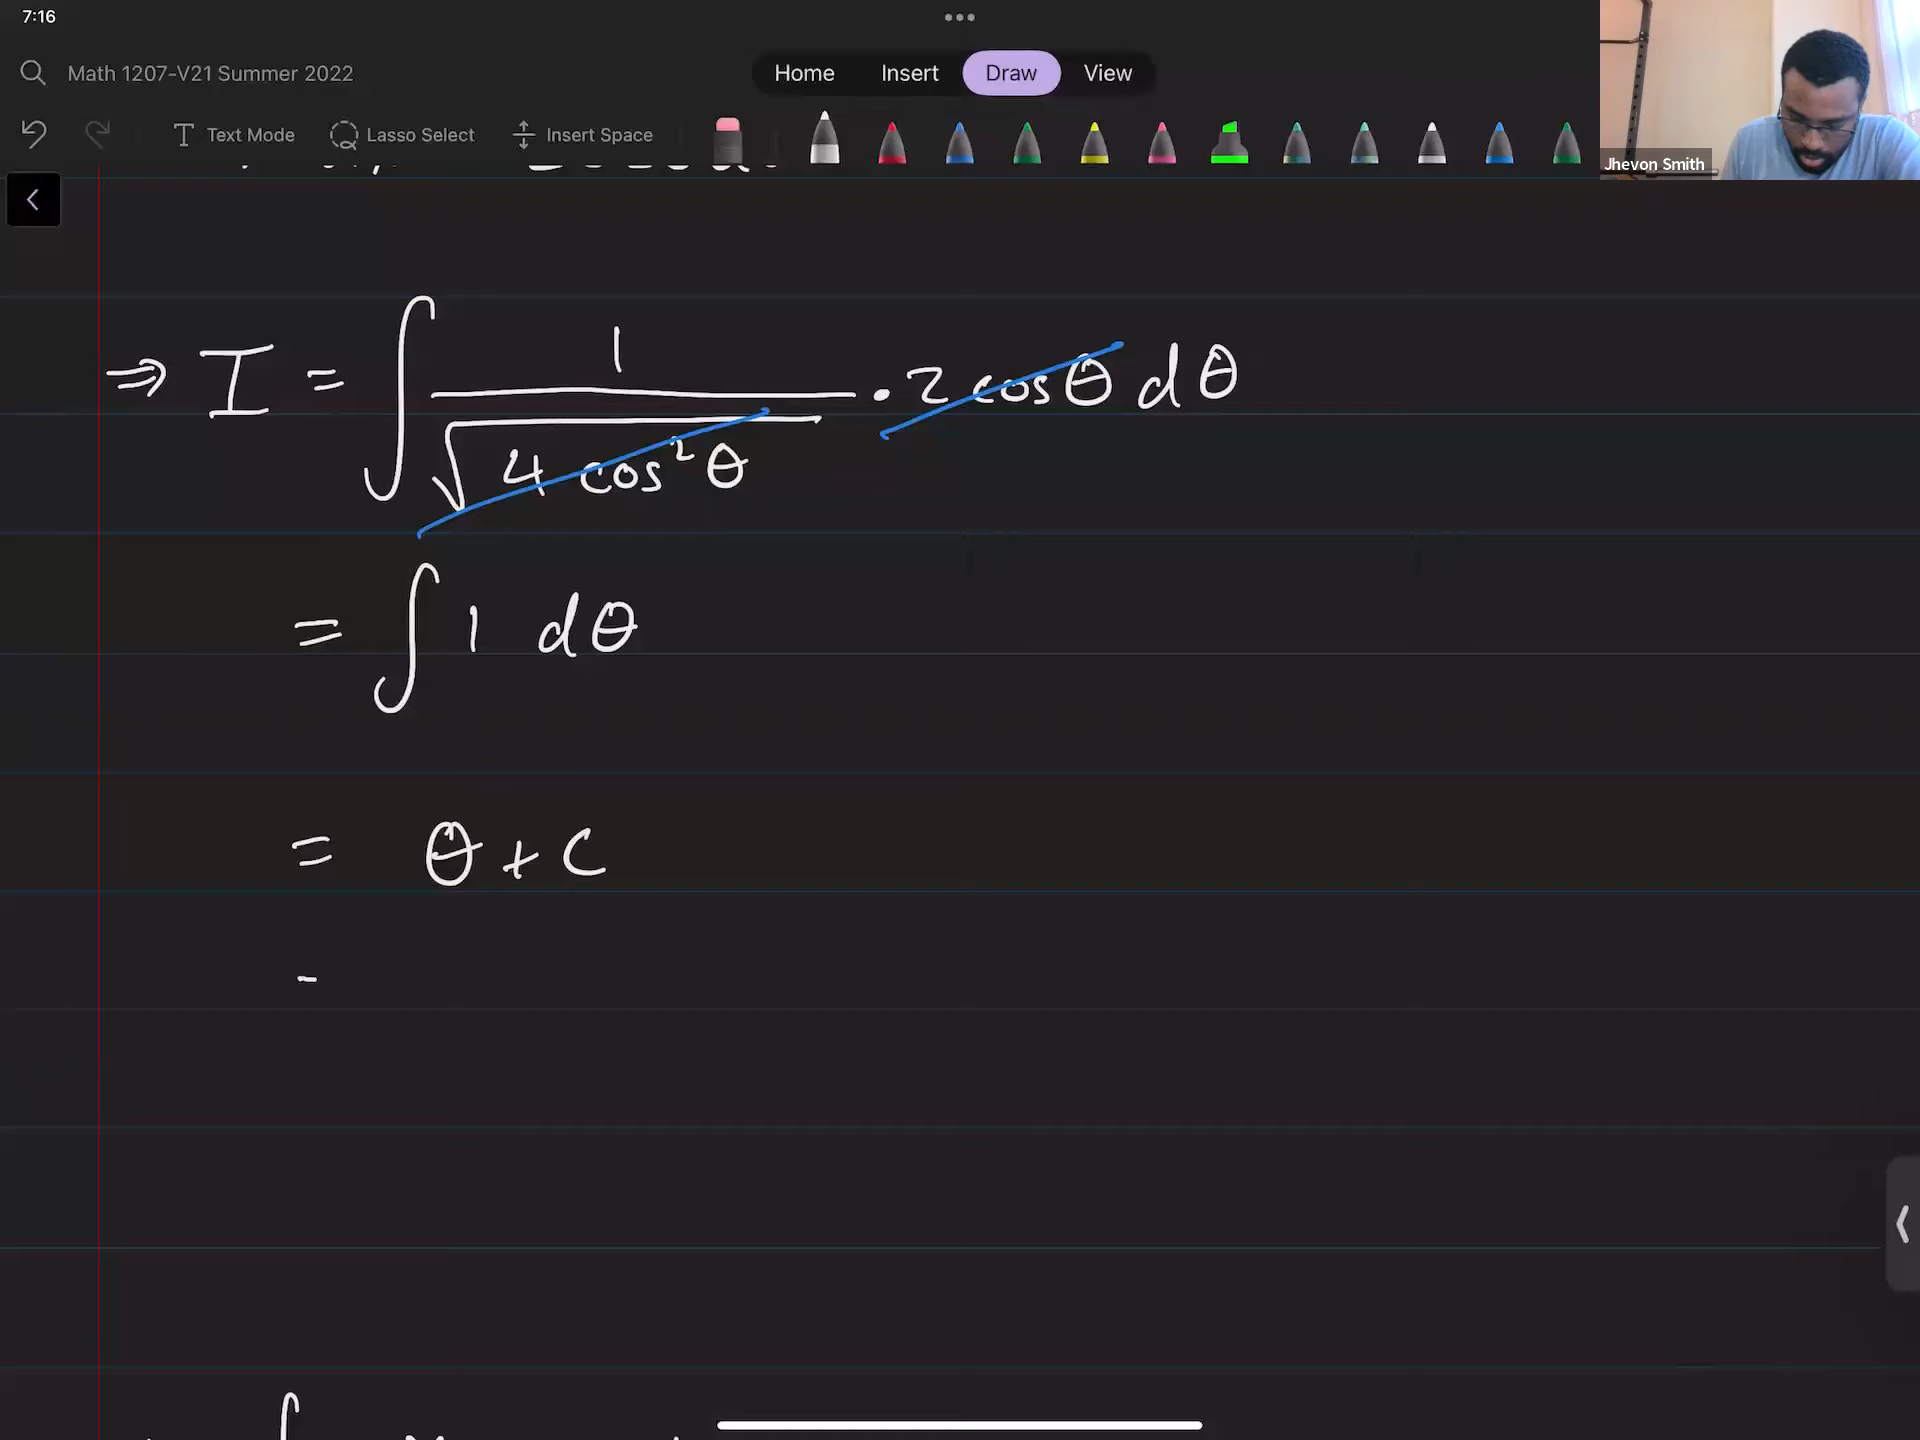 7:16
Math 1207-V21 Summer 2022
Home Insert Draw View
Text Mode Lasso Select Insert Space
Jhevon Smith
⇒ I = ∫ 1/√(4 cos²θ) · 2 cosθ dθ
= ∫ 1 dθ
= θ + C
-